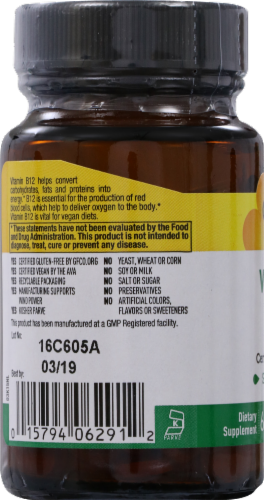 Vitamin B12 helps convert
carbohydrates, fats and proteins into
energy.* B12 is essential for the production of red
blood cells, which help to deliver oxygen to the body.*
Vitamin B12 is vital for vegan diets.
*These statements have not been evaluated by the Food
and Drug Administration. This product is not intended to
diagnose, treat, cure or prevent any disease.
YES CERTIFIED GLUTEN-FREE BY GFCO.ORG NO YEAST, WHEAT OR CORN
YES CERTIFIED VEGAN BY THE AVA NO SOY OR MILK
YES RECYCLABLE PACKAGING NO SALT OR SUGAR
YES MANUFACTURING SUPPORTS NO PRESERVATIVES
WIND POWER NO ARTIFICIAL COLORS,
YES KOSHER PARVE FLAVORS OR SWEETENERS
This product has been manufactured at a GMP Registered facility.
Lot No:
16C605A
Best by:
03/19
0 15794 06291 2
K
PARVE
Dietary
Supplement